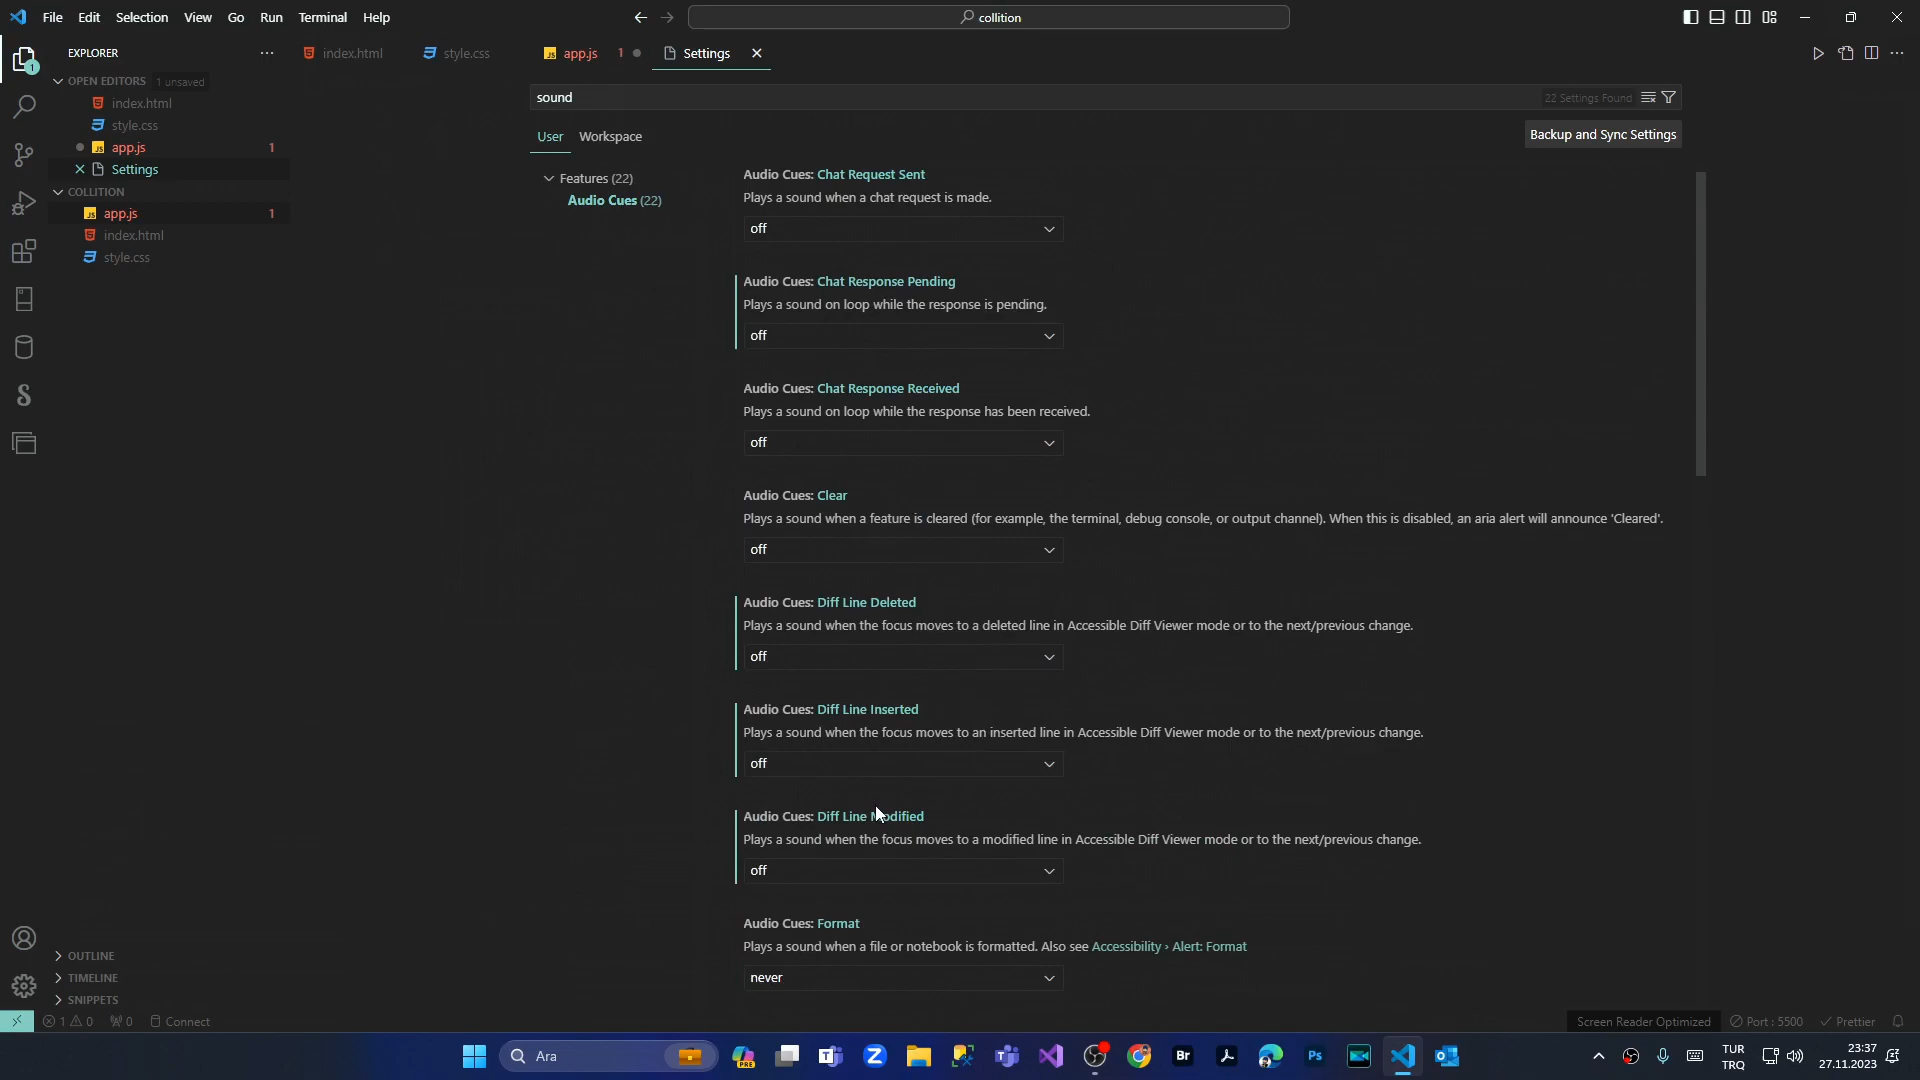 File Edit Selection View Go Run Terminal Help
collition
EXPLORER
OPEN EDITORS 1 unsaved
index.html
style.css
app.js 1
Settings
COLLITION
app.js 1
index.html
style.css
OUTLINE
TIMELINE
SNIPPETS
index.html style.css app.js 1 Settings
sound
22 Settings Found
User Workspace
Backup and Sync Settings
Features (22)
Audio Cues (22)
Audio Cues: Chat Request Sent
Plays a sound when a chat request is made.
off
Audio Cues: Chat Response Pending
Plays a sound on loop while the response is pending.
off
Audio Cues: Chat Response Received
Plays a sound on loop while the response has been received.
off
Audio Cues: Clear
Plays a sound when a feature is cleared (for example, the terminal, debug console, or output channel). When this is disabled, an aria alert will announce 'Cleared'.
off
Audio Cues: Diff Line Deleted
Plays a sound when the focus moves to a deleted line in Accessible Diff Viewer mode or to the next/previous change.
off
Audio Cues: Diff Line Inserted
Plays a sound when the focus moves to an inserted line in Accessible Diff Viewer mode or to the next/previous change.
off
Audio Cues: Diff Line Modified
Plays a sound when the focus moves to a modified line in Accessible Diff Viewer mode or to the next/previous change.
off
Audio Cues: Format
Plays a sound when a file or notebook is formatted. Also see Accessibility › Alert: Format
never
1 0 0 Connect
Screen Reader Optimized Port : 5500 Prettier
Ara
PRE
Br
Ps
TUR
TRQ
23:37
27.11.2023